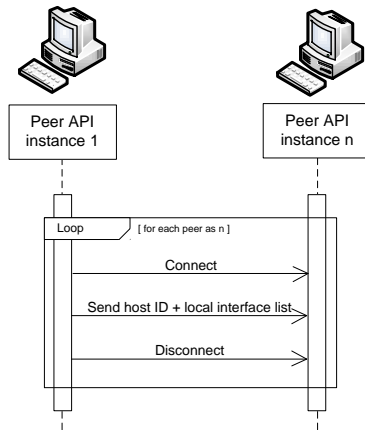 Peer API
instance 1
Peer API
instance n
Loop
[ for each peer as n ]
Connect
Send host ID + local interface list
Disconnect